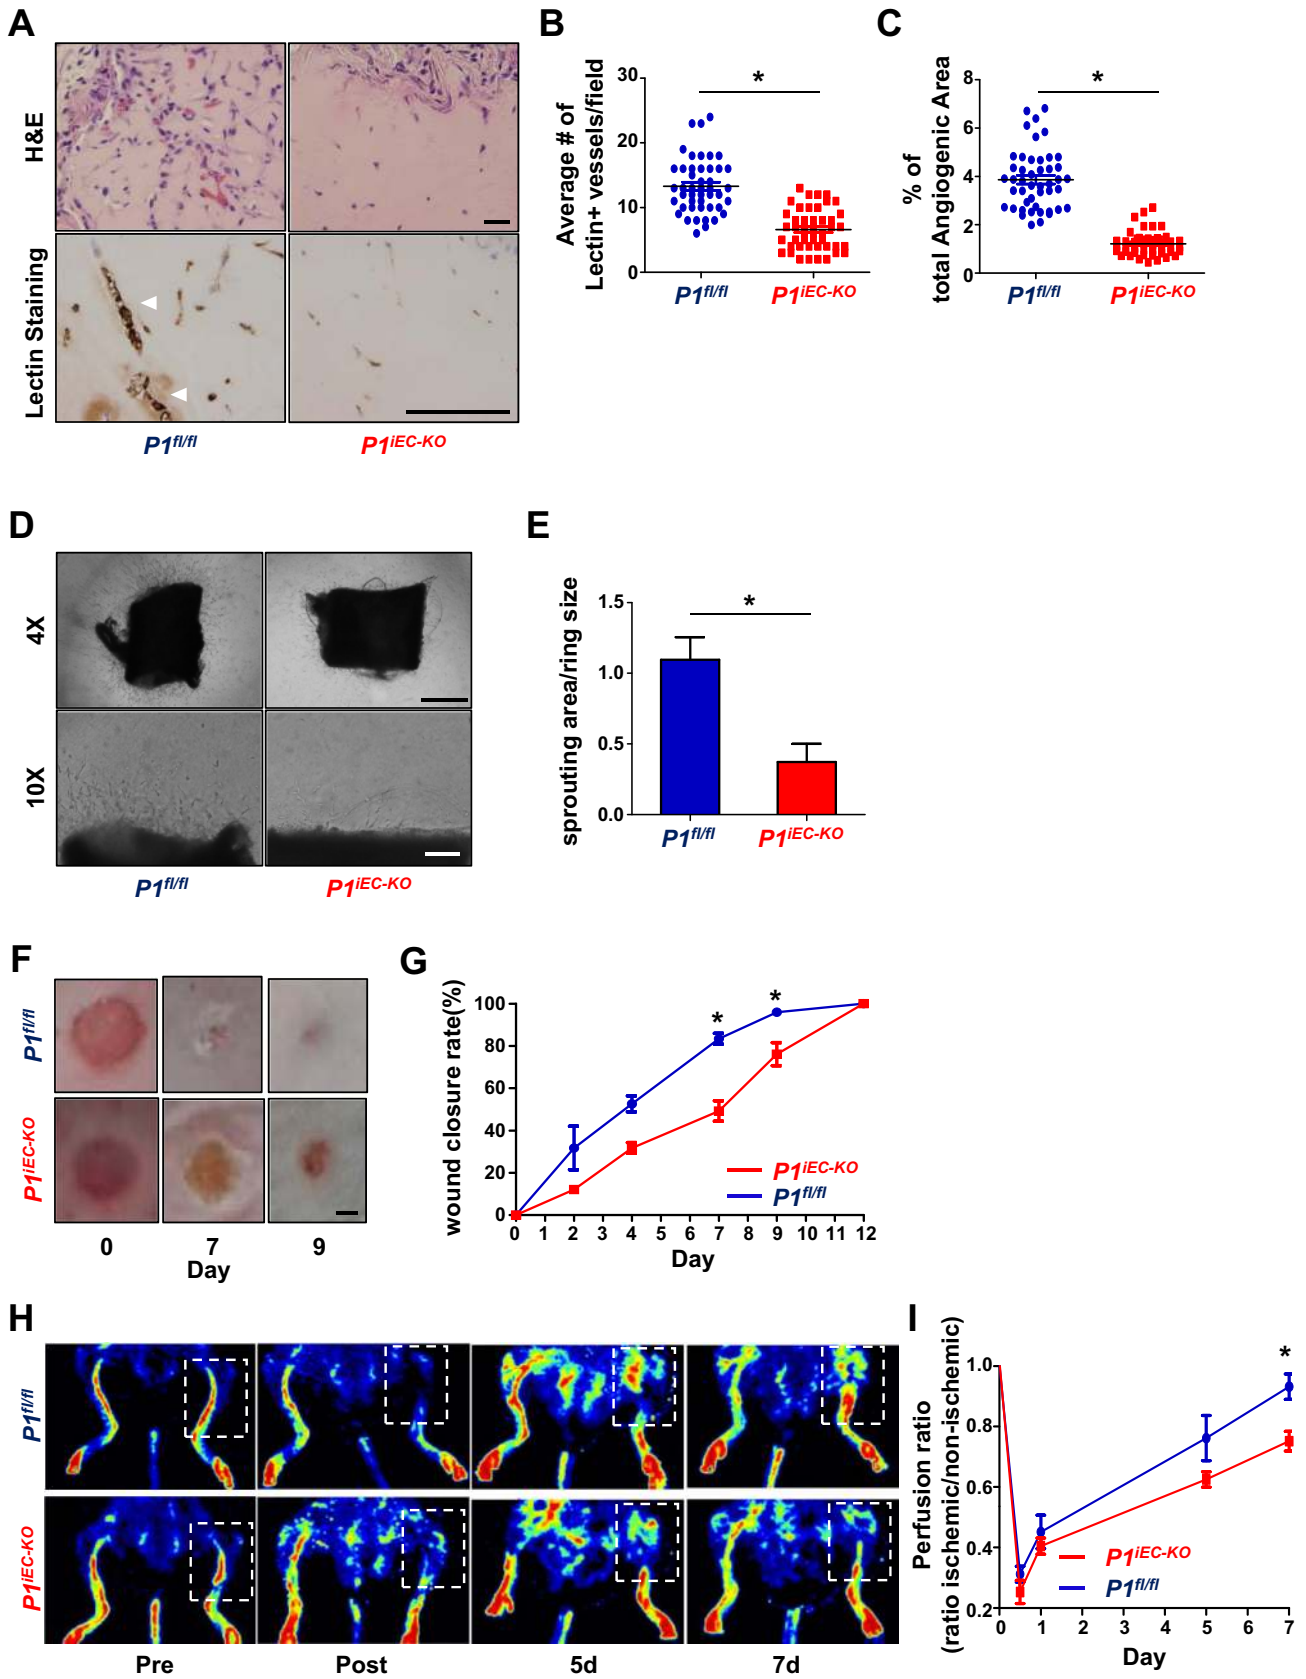 A
H&E
Lectin Staining
P1fl/fl
P1iEC-KO
B
Average # of
Lectin+ vessels/field
30
20
10
0
*
P1fl/fl
P1iEC-KO
C
% of
total Angiogenic Area
8
6
4
2
0
*
P1fl/fl
P1iEC-KO
D
4X
10X
P1fl/fl
P1iEC-KO
E
sprouting area/ring size
1.5
1.0
0.5
0.0
*
P1fl/fl
P1iEC-KO
F
P1fl/fl
P1iEC-KO
0 7 9
Day
G
wound closure rate(%)
100
80
60
40
20
0
* *
P1iEC-KO
P1fl/fl
0 1 2 3 4 5 6 7 8 9 10 11 12
Day
H
P1fl/fl
P1iEC-KO
Pre Post 5d 7d
I
Perfusion ratio
(ratio ischemic/non-ischemic)
1.0
0.8
0.6
0.4
0.2
*
P1iEC-KO
P1fl/fl
0 1 2 3 4 5 6 7
Day